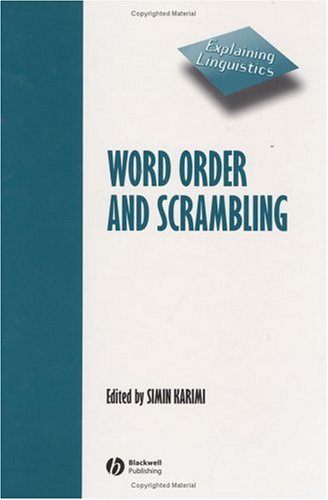 Copyrighted Material
Explaining
Linguistics
WORD ORDER
AND SCRAMBLING
Edited by SIMIN KARIMI
b
Blackwell
Publishing
Copyrighted Material